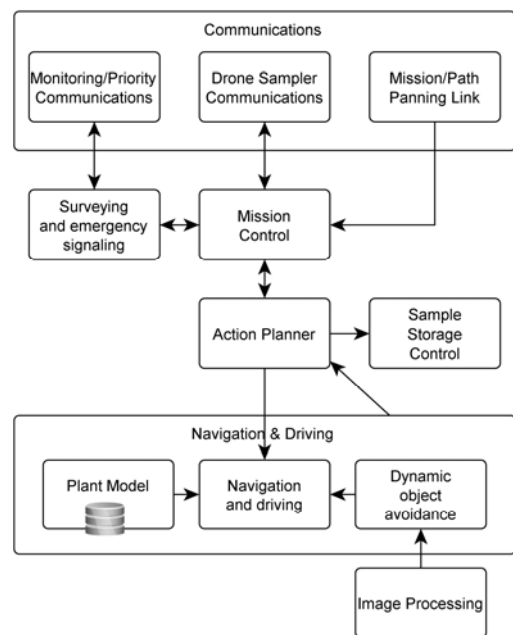 Communications
Monitoring/Priority
Communications
Drone Sampler
Communications
Mission/Path
Panning Link
Surveying
and emergency
signaling
Mission
Control
Action Planner
Sample
Storage
Control
Navigation & Driving
Plant Model
Navigation
and driving
Dynamic
object
avoidance
Image Processing